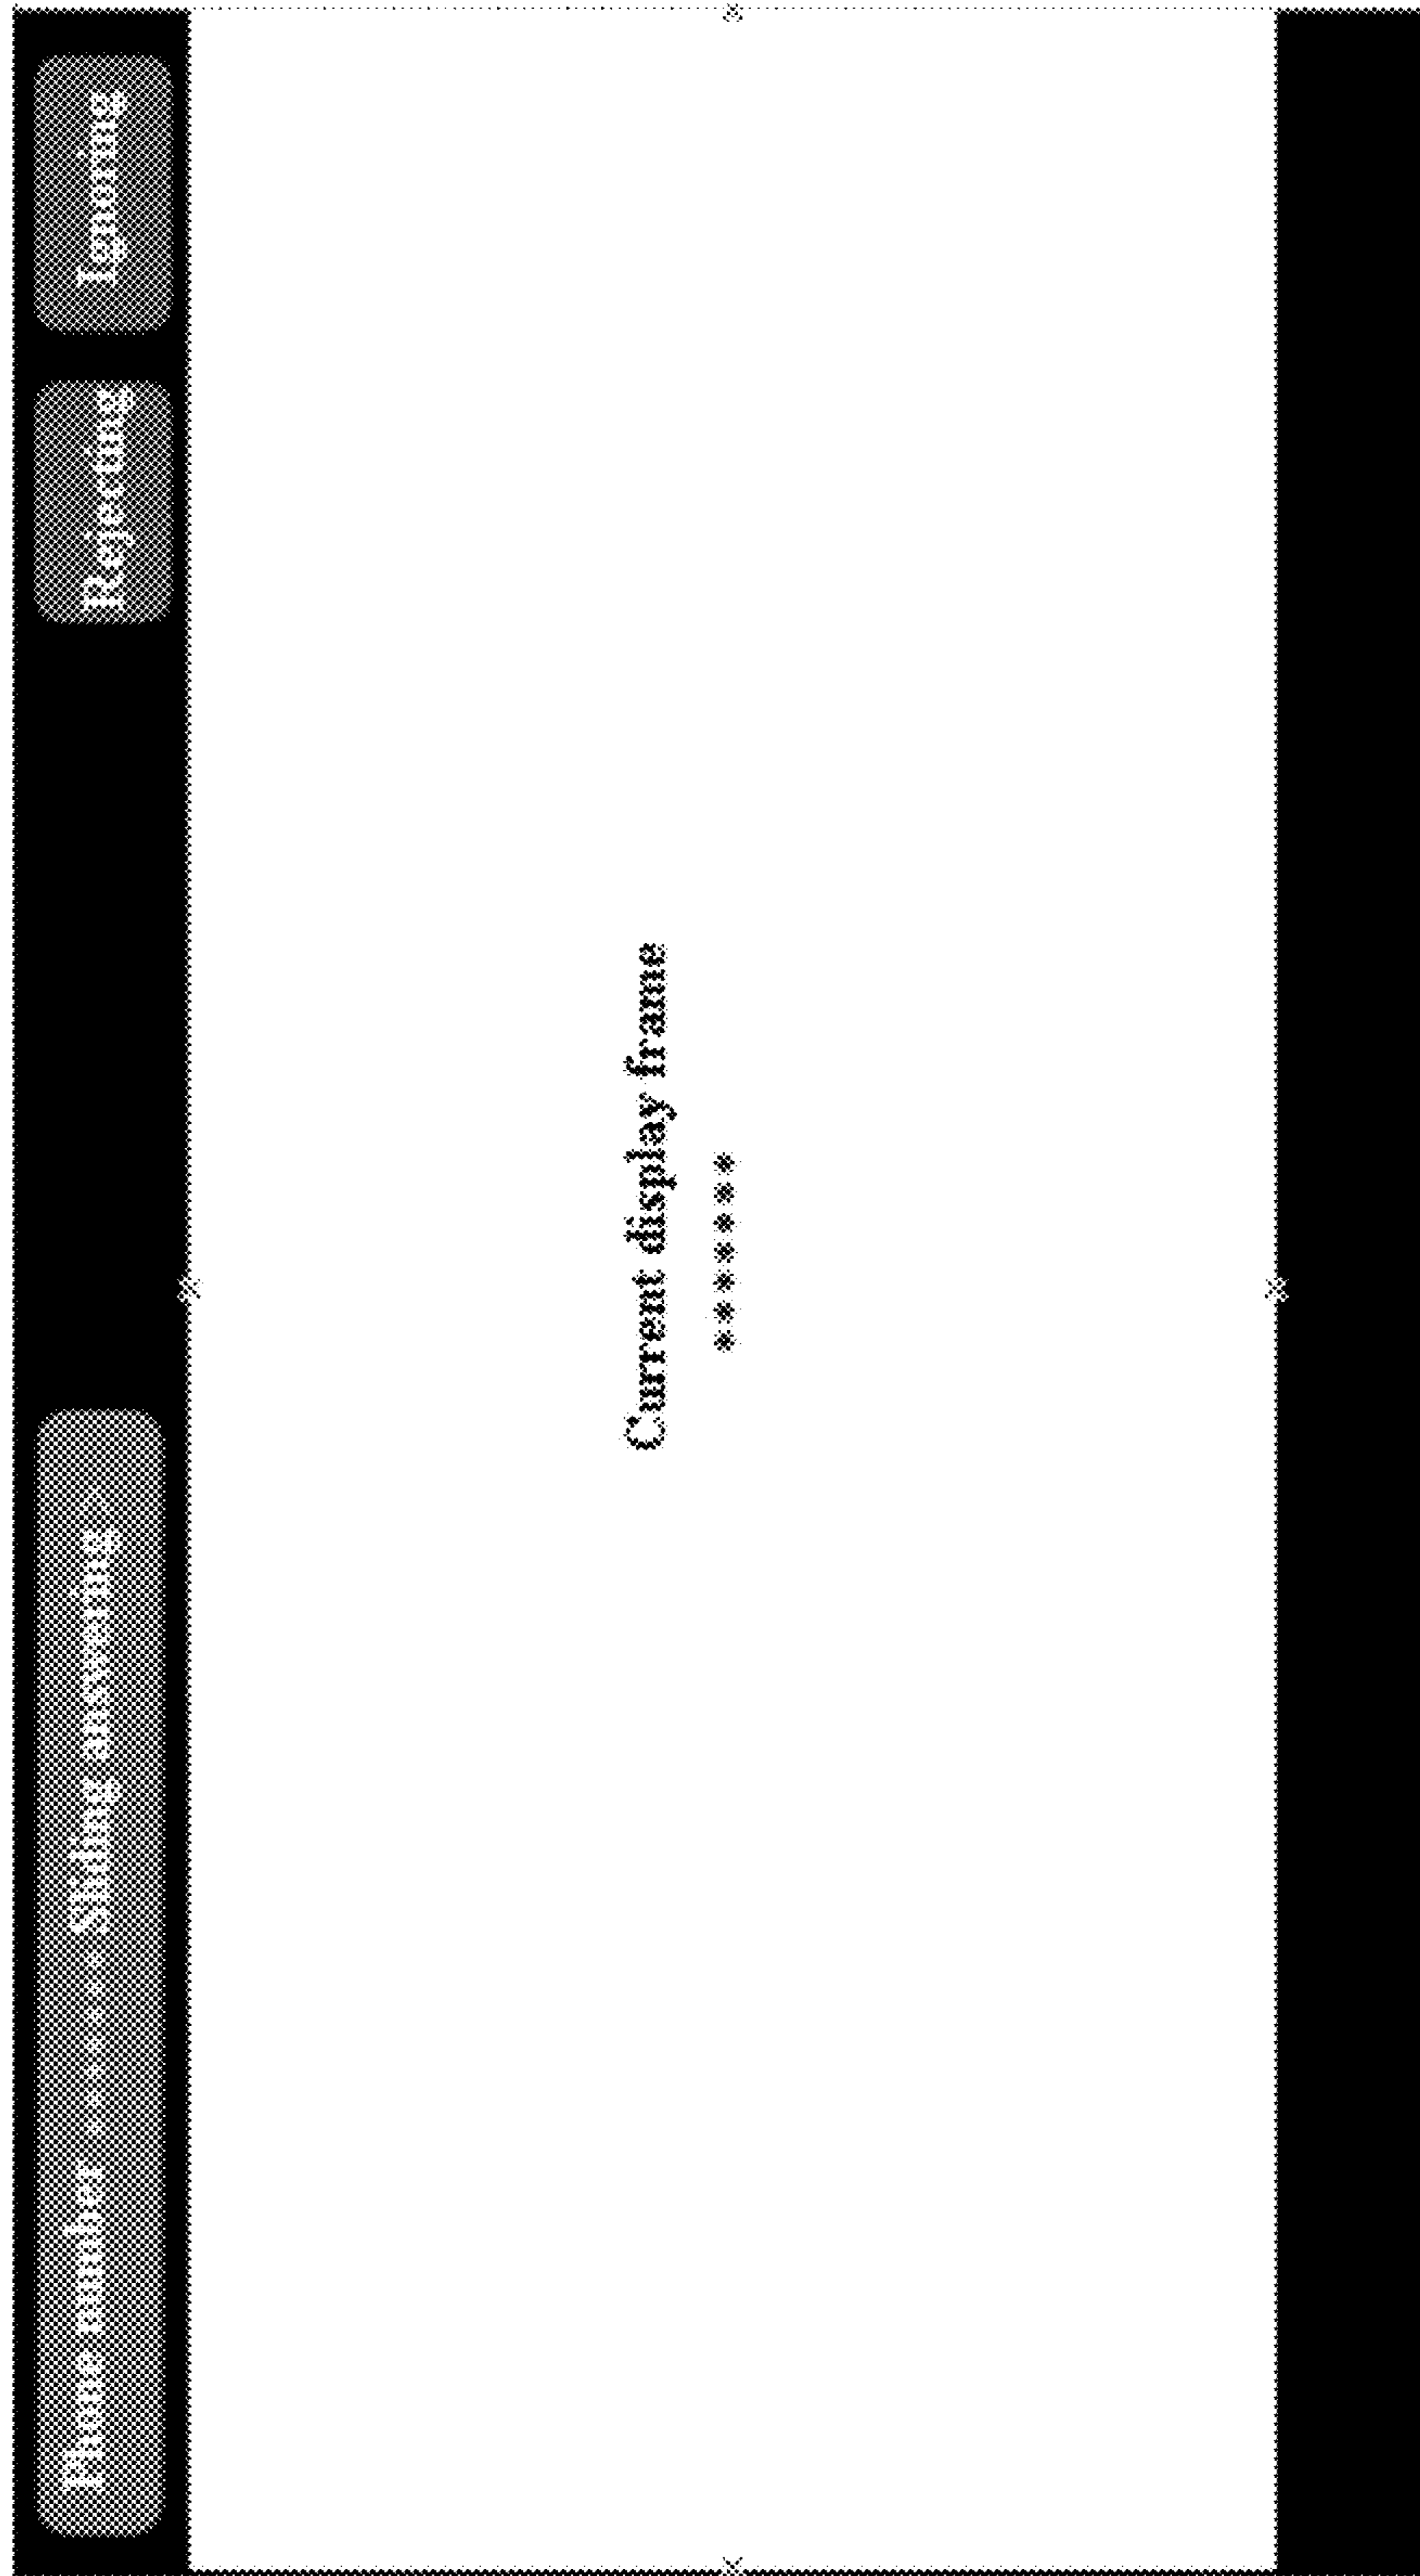 Phone number ······ Sliding answering
Rejecting
Ignoring
Current display frame
·······